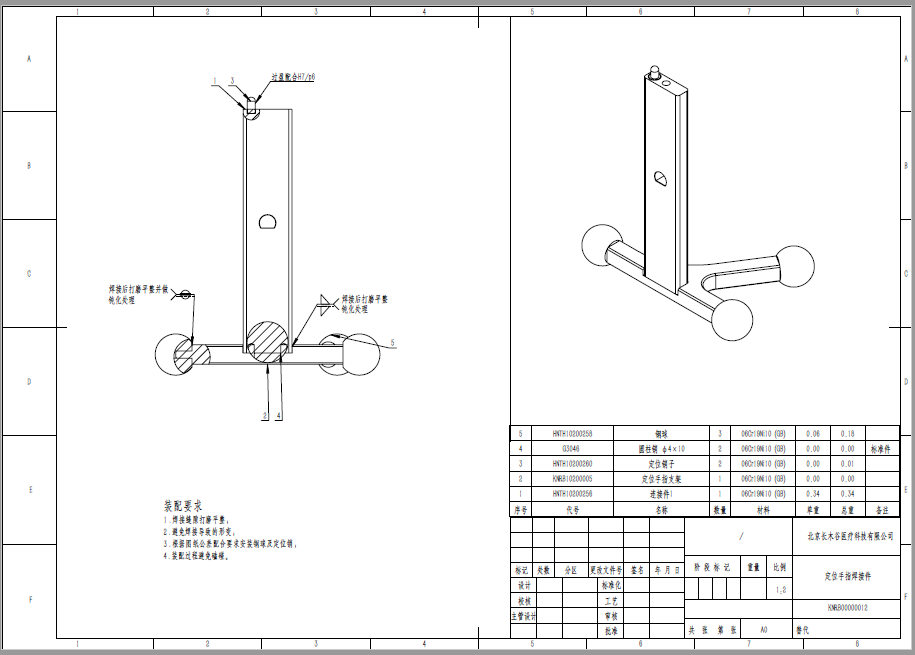 1 2 3 4 5 6 7 8
A A
B B
C C
D D
E E
F F
1 3 过盈配合H7/p6
焊接后打磨平整并做
钝化处理
焊接后打磨平整
钝化处理
5
2 4
装配要求
1.焊接缝隙打磨平整;
2.避免焊接导致的形变;
3.根据图纸公差配合要求安装钢球及定位销;
4.装配过程避免磕碰。
5 HNTH10200258 钢球 3 06Cr19Ni10 (GB) 0.06 0.18
4 G3046 圆柱销 φ4×10 2 06Cr19Ni10 (GB) 0.00 0.00 标准件
3 HNTH10200260 定位销子 2 06Cr19Ni10 (GB) 0.00 0.01
2 KNRB10200005 定位手指支架 1 06Cr19Ni10 (GB) 0.00 0.00
1 HNTH10200256 连接件1 1 06Cr19Ni10 (GB) 0.34 0.34
序号 代号 名称 数量 材料 单重 总重 备注
/ 北京长木谷医疗科技有限公司
标记 处数 分区 更改文件号 签名 年 月 日 阶 段 标 记 重量 比例
设计 标准化 1:2 定位手指焊接件
校核 工艺
主管设计 审核 KNRB00000012
批准 共 张 第 张 A0 替代
1 2 3 4 5 6 7 8